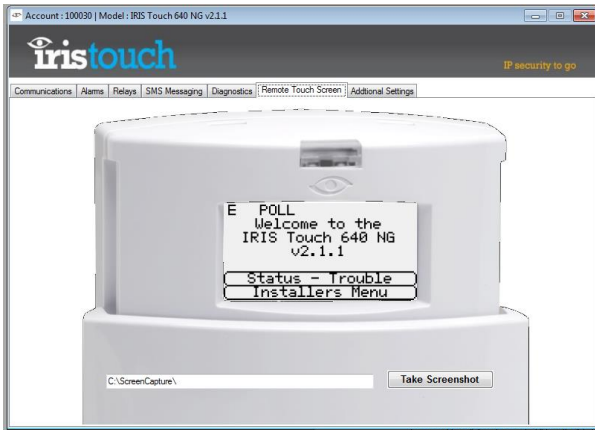 Account : 100030 | Model : IRIS Touch 640 NG v2.1.1
iristouch
IP security to go
Communications Alarms Relays SMS Messaging Diagnostics Remote Touch Screen Addtional Settings
E POLL
Welcome to the
IRIS Touch 640 NG
v2.1.1
Status - Trouble
Installers Menu
C:\ScreenCapture\ Take Screenshot